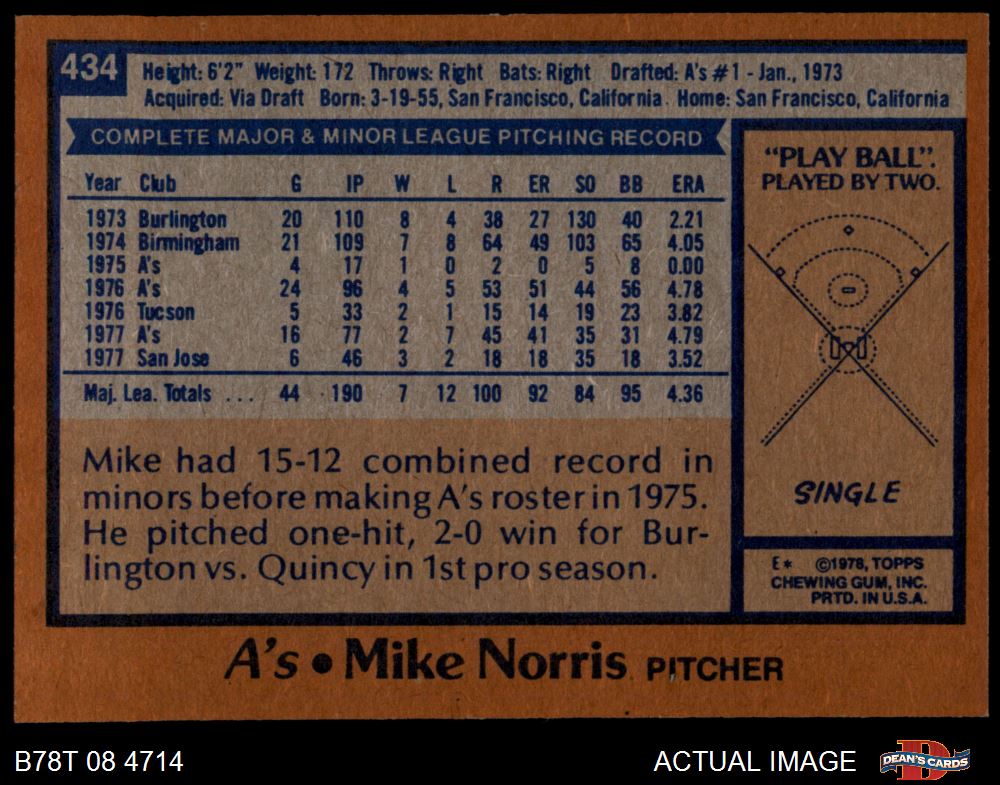 434
Height: 6'2" Weight: 172 Throws: Right Bats: Right Drafted: A's #1 - Jan., 1973
Acquired: Via Draft Born: 3-19-55, San Francisco, California. Home: San Francisco, California
COMPLETE MAJOR & MINOR LEAGUE PITCHING RECORD
Year Club G IP W L R ER SO BB ERA
1973 Burlington 20 110 8 4 38 27 130 40 2.21
1974 Birmingham 21 109 7 8 64 49 103 65 4.05
1975 A's 4 17 1 0 2 0 5 8 0.00
1976 A's 24 96 4 5 53 51 44 56 4.78
1976 Tucson 5 33 2 1 15 14 19 23 3.82
1977 A's 16 77 2 7 45 41 35 31 4.79
1977 San Jose 6 46 3 2 18 18 35 18 3.52
Maj. Lea. Totals ... 44 190 7 12 100 92 84 95 4.36
Mike had 15-12 combined record in
minors before making A's roster in 1975.
He pitched one-hit, 2-0 win for Bur-
lington vs. Quincy in 1st pro season.
"PLAY BALL".
PLAYED BY TWO.
SINGLE
E* ©1978, TOPPS
CHEWING GUM, INC.
PRTD. IN U.S.A.
A's • Mike Norris PITCHER
B78T 08 4714
ACTUAL IMAGE
D
DEAN'S CARDS